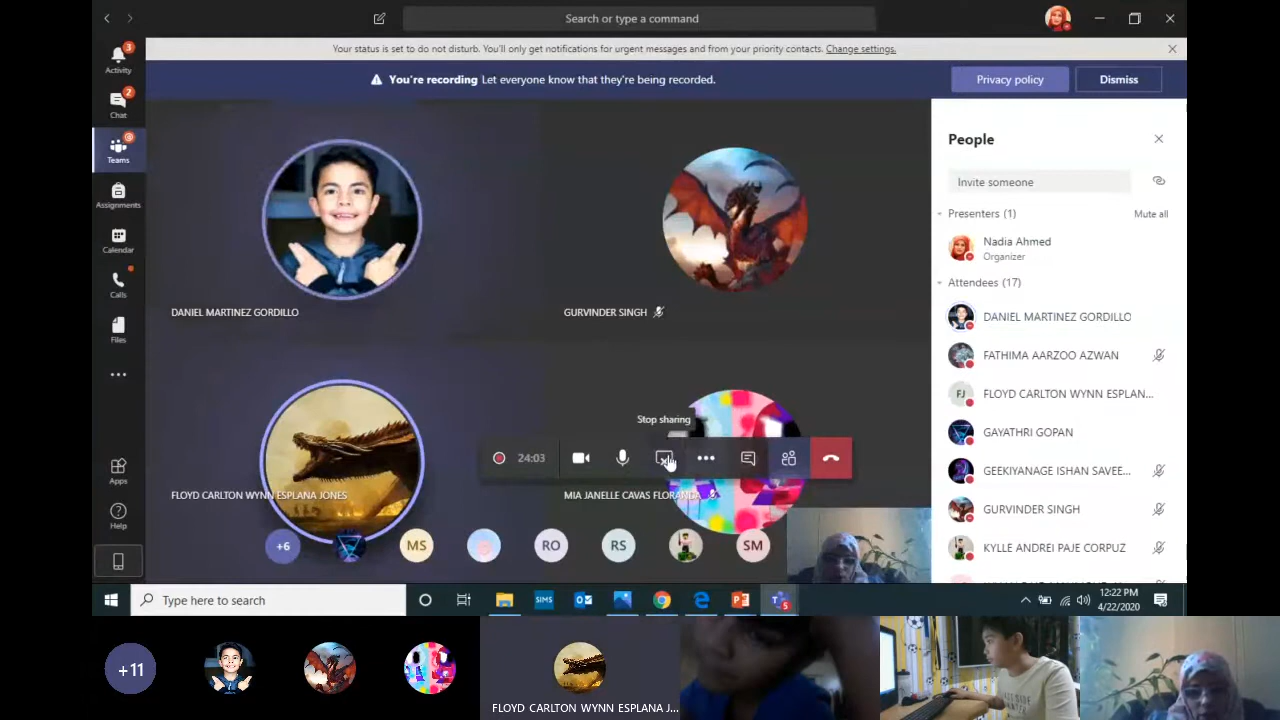 Search or type a command
Your status is set to do not disturb. You'll only get notifications for urgent messages and from your priority contacts. Change settings.
You're recording Let everyone know that they're being recorded.
Privacy policy
Dismiss
3
Activity
2
Chat
Teams
Assignments
Calendar
Calls
Files
Apps
Help
DANIEL MARTINEZ GORDILLO
GURVINDER SINGH
Stop sharing
24:03
FLOYD CARLTON WYNN ESPLANA JONES
MIA JANELLE CAVAS FLORANDA
+6
MS
RO
RS
SM
People
Invite someone
Presenters (1)
Mute all
Nadia Ahmed
Organizer
Attendees (17)
DANIEL MARTINEZ GORDILLO
FATHIMA AARZOO AZWAN
FJ
FLOYD CARLTON WYNN ESPLAN...
GAYATHRI GOPAN
GEEKIYANAGE ISHAN SAVEE...
GURVINDER SINGH
KYLLE ANDREI PAJE CORPUZ
Type here to search
SIMS
5
12:22 PM
4/22/2020
+11
FLOYD CARLTON WYNN ESPLANA J...